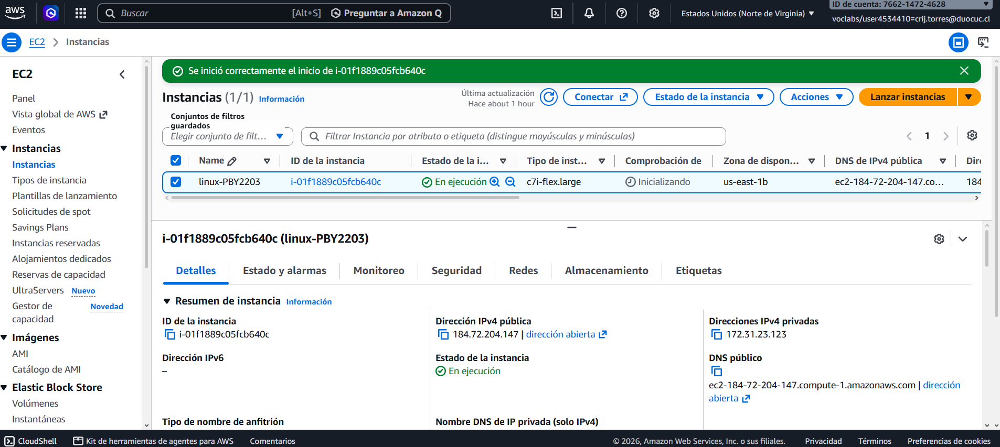 aws
Buscar [Alt+S] Preguntar a Amazon Q
Estados Unidos (Norte de Virginia)
ID de cuenta: 7662-1472-4628
voclabs/user4534410=crij.torres@duocuc.cl
EC2 Instancias
EC2
Panel
Vista global de AWS
Eventos
Instancias
Instancias
Tipos de instancia
Plantillas de lanzamiento
Solicitudes de spot
Savings Plans
Instancias reservadas
Alojamientos dedicados
Reservas de capacidad
UltraServers Nuevo
Gestor de Novedad
capacidad
Imágenes
AMI
Catálogo de AMI
Elastic Block Store
Volúmenes
Instantáneas
Se inició correctamente el inicio de i-01f1889c05fcb640c
Instancias (1/1) Información
Última actualización
Hace about 1 hour
Conectar
Estado de la instancia
Acciones
Lanzar instancias
Conjuntos de filtros
guardados
Elegir conjunto de filt...
Filtrar Instancia por atributo o etiqueta (distingue mayúsculas y minúsculas)
1
Name ID de la instancia Estado de la i... Tipo de inst... Comprobación de Zona de dispon... DNS de IPv4 pública Dire
linux-PBY2203 i-01f1889c05fcb640c En ejecución c7i-flex.large Inicializando us-east-1b ec2-184-72-204-147.co... 184
i-01f1889c05fcb640c (linux-PBY2203)
Detalles Estado y alarmas Monitoreo Seguridad Redes Almacenamiento Etiquetas
Resumen de instancia Información
ID de la instancia
i-01f1889c05fcb640c
Dirección IPv4 pública
184.72.204.147 | dirección abierta
Direcciones IPv4 privadas
172.31.23.123
Dirección IPv6
–
Estado de la instancia
En ejecución
DNS público
ec2-184-72-204-147.compute-1.amazonaws.com | dirección
abierta
Tipo de nombre de anfitrión
Nombre DNS de IP privada (solo IPv4)
CloudShell Kit de herramientas de agentes para AWS Comentarios
© 2026, Amazon Web Services, Inc. o sus filiales. Privacidad Términos Preferencias de cookies